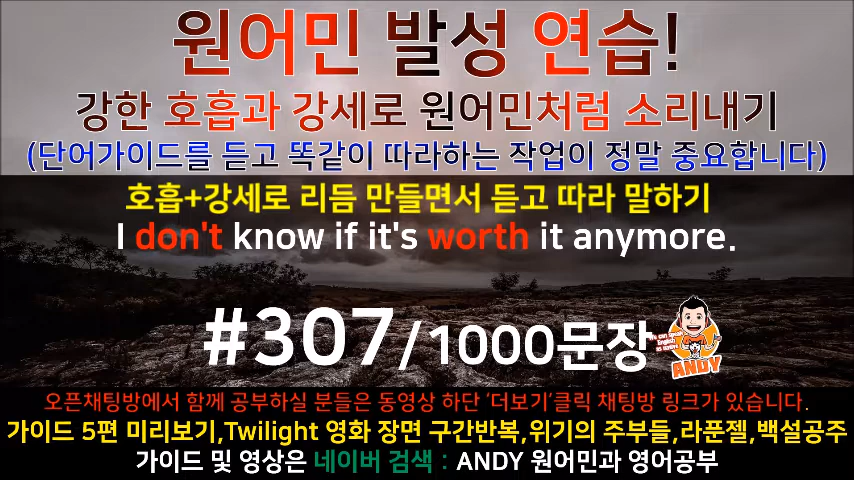 원어민 발성 연습!
강한 호흡과 강세로 원어민처럼 소리내기
(단어가이드를 듣고 똑같이 따라하는 작업이 정말 중요합니다)
호흡+강세로 리듬 만들면서 듣고 따라 말하기
I don't know if it's worth it anymore.
#307/1000문장
We can speak
English
as native
ANDY
오픈채팅방에서 함께 공부하실 분들은 동영상 하단 '더보기'클릭 채팅방 링크가 있습니다.
가이드 5편 미리보기,Twilight 영화 장면 구간반복,위기의 주부들,라푼젤,백설공주
가이드 및 영상은 네이버 검색 : ANDY 원어민과 영어공부